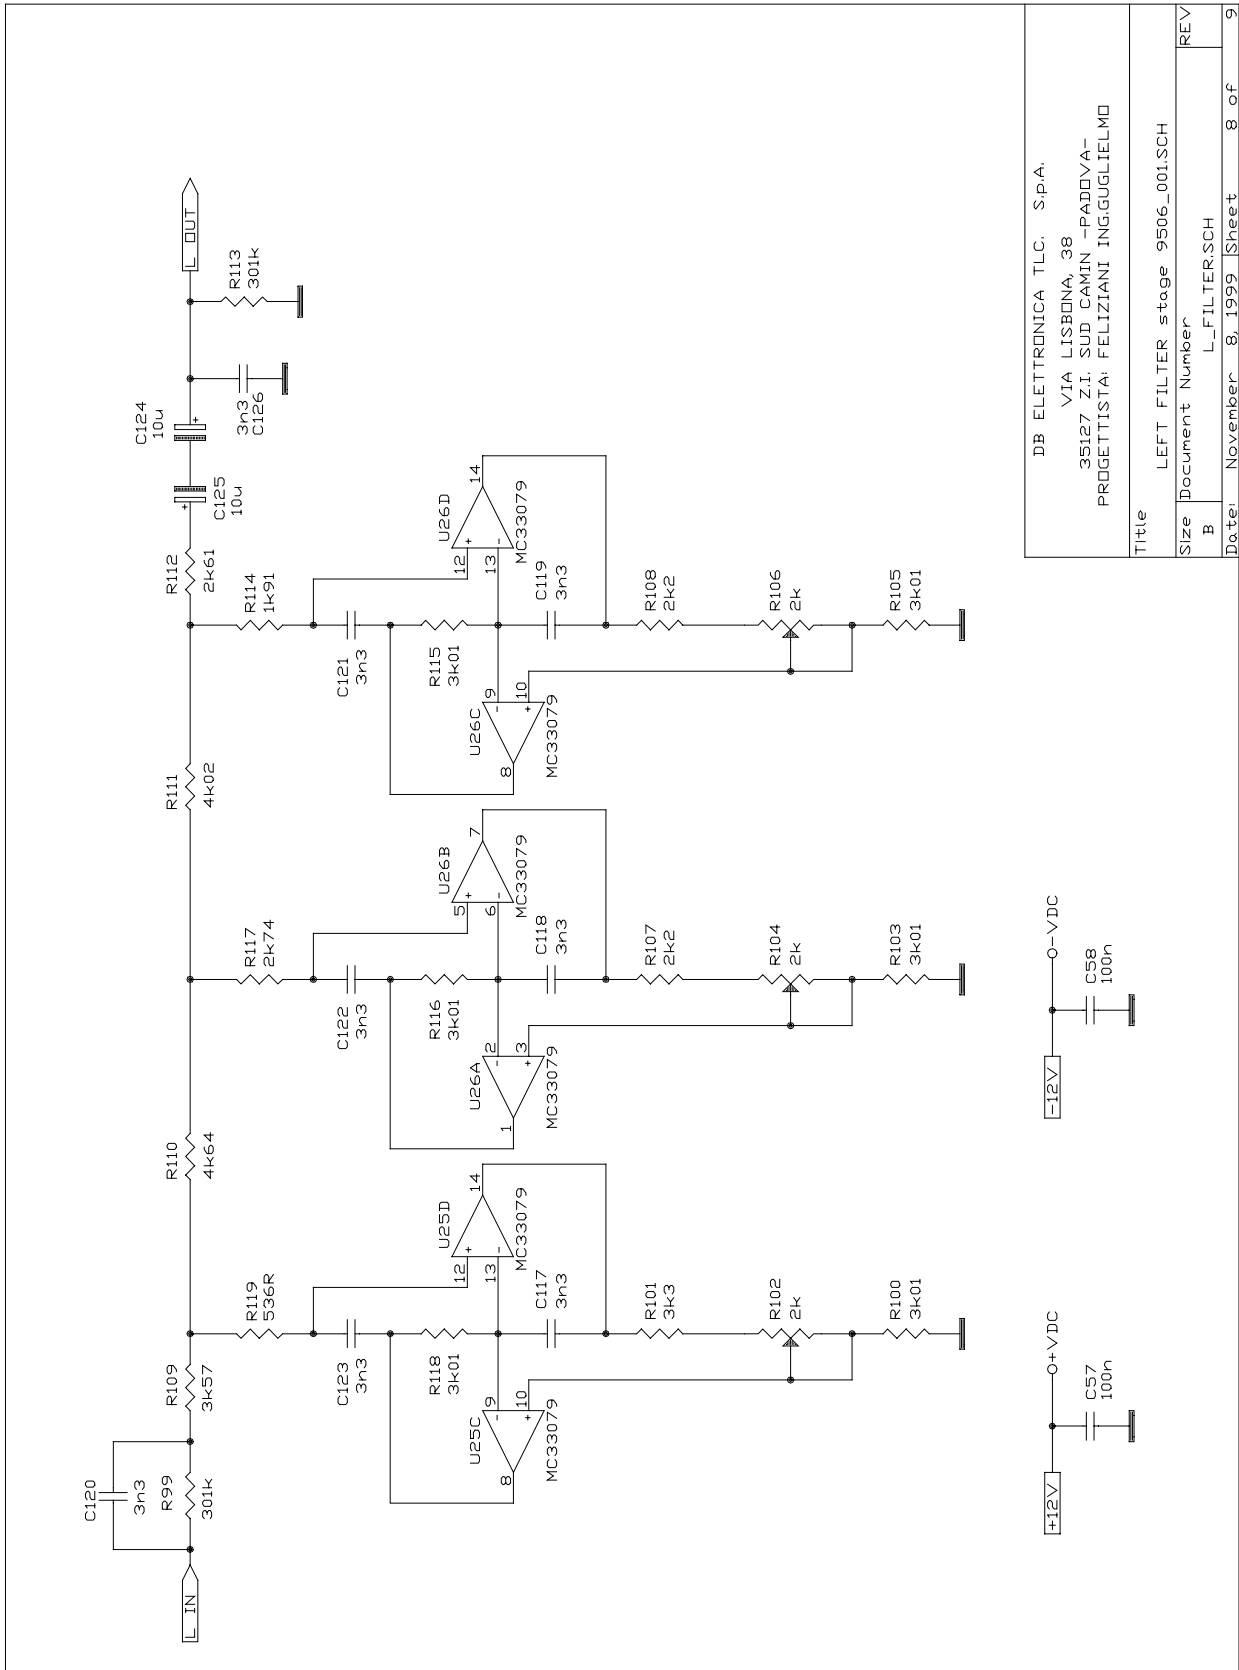 L IN
C120
3n3
R99
301k
R109
3k57
R110
4k64
R111
4k02
R112
2k61
C125
10u
+
C124
10u
+
L OUT
3n3
C126
R113
301k
R119
536R
C123
3n3
R118
3k01
U25C
MC33079
8
9
10
-
+
U25D
MC33079
12
13
14
+
-
C117
3n3
R101
3k3
R102
2k
R100
3k01
R117
2k74
C122
3n3
R116
3k01
U26A
MC33079
1
2
3
-
+
U26B
MC33079
5
6
7
+
-
C118
3n3
R107
2k2
R104
2k
R103
3k01
R114
1k91
C121
3n3
R115
3k01
U26C
MC33079
8
9
10
-
+
U26D
MC33079
12
13
14
+
-
C119
3n3
R108
2k2
R106
2k
R105
3k01
+12V
+VDC
C57
100n
-12V
-VDC
C58
100n
DB ELETTRONICA TLC. S.p.A.
VIA LISBONA, 38
35127 Z.I. SUD CAMIN -PADOVA-
PROGETTISTA: FELIZIANI ING.GUGLIELMO
Title
LEFT FILTER stage 9506_001.SCH
Size Document Number REV
B L_FILTER.SCH
Date: November 8, 1999 Sheet 8 of 9